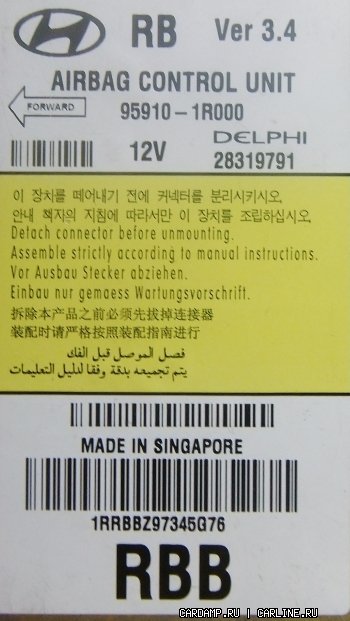 RB Ver 3.4
AIRBAG CONTROL UNIT
FORWARD 95910-1R000
12V DELPHI
28319791
이 장치를 떼어내기 전에 커넥터를 분리시키시오.
안내 책자의 지침에 따라서만 이 장치를 조립하십시오.
Detach connector before unmounting.
Assemble strictly according to manual instructions.
Vor Ausbau Stecker abziehen.
Einbau nur gemaess Wartungsvorschrift.
拆除本产品之前必须先拔掉连接器
装配时请严格按照装配指南进行
فصل الموصل قبل الفك
يتم تجميعه بدقة وفقا لدليل التعليمات
MADE IN SINGAPORE
1RRBBZ97345G76
RBB
CARDAMP.RU | CARLINE.RU